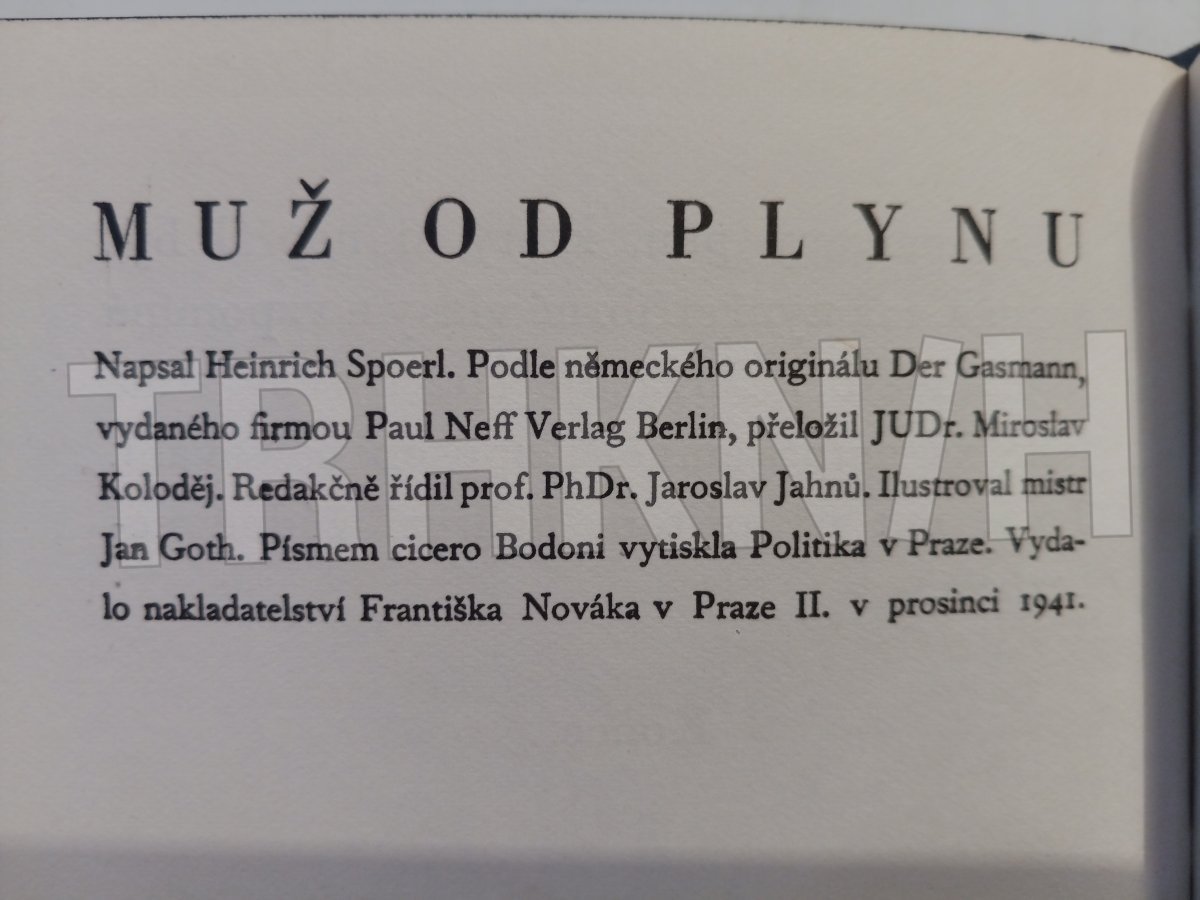 MUŽ OD PLYNU
Napsal Heinrich Spoerl. Podle německého originálu Der Gasmann,
vydaného firmou Paul Neff Verlag Berlin, přeložil JUDr. Miroslav
Koloděj. Redakčně řídil prof. PhDr. Jaroslav Jahnů. Ilustroval mistr
Jan Goth. Písmem cicero Bodoni vytiskla Politika v Praze. Vyda-
lo nakladatelství Františka Nováka v Praze II. v prosinci 1941.
TRHKNIH